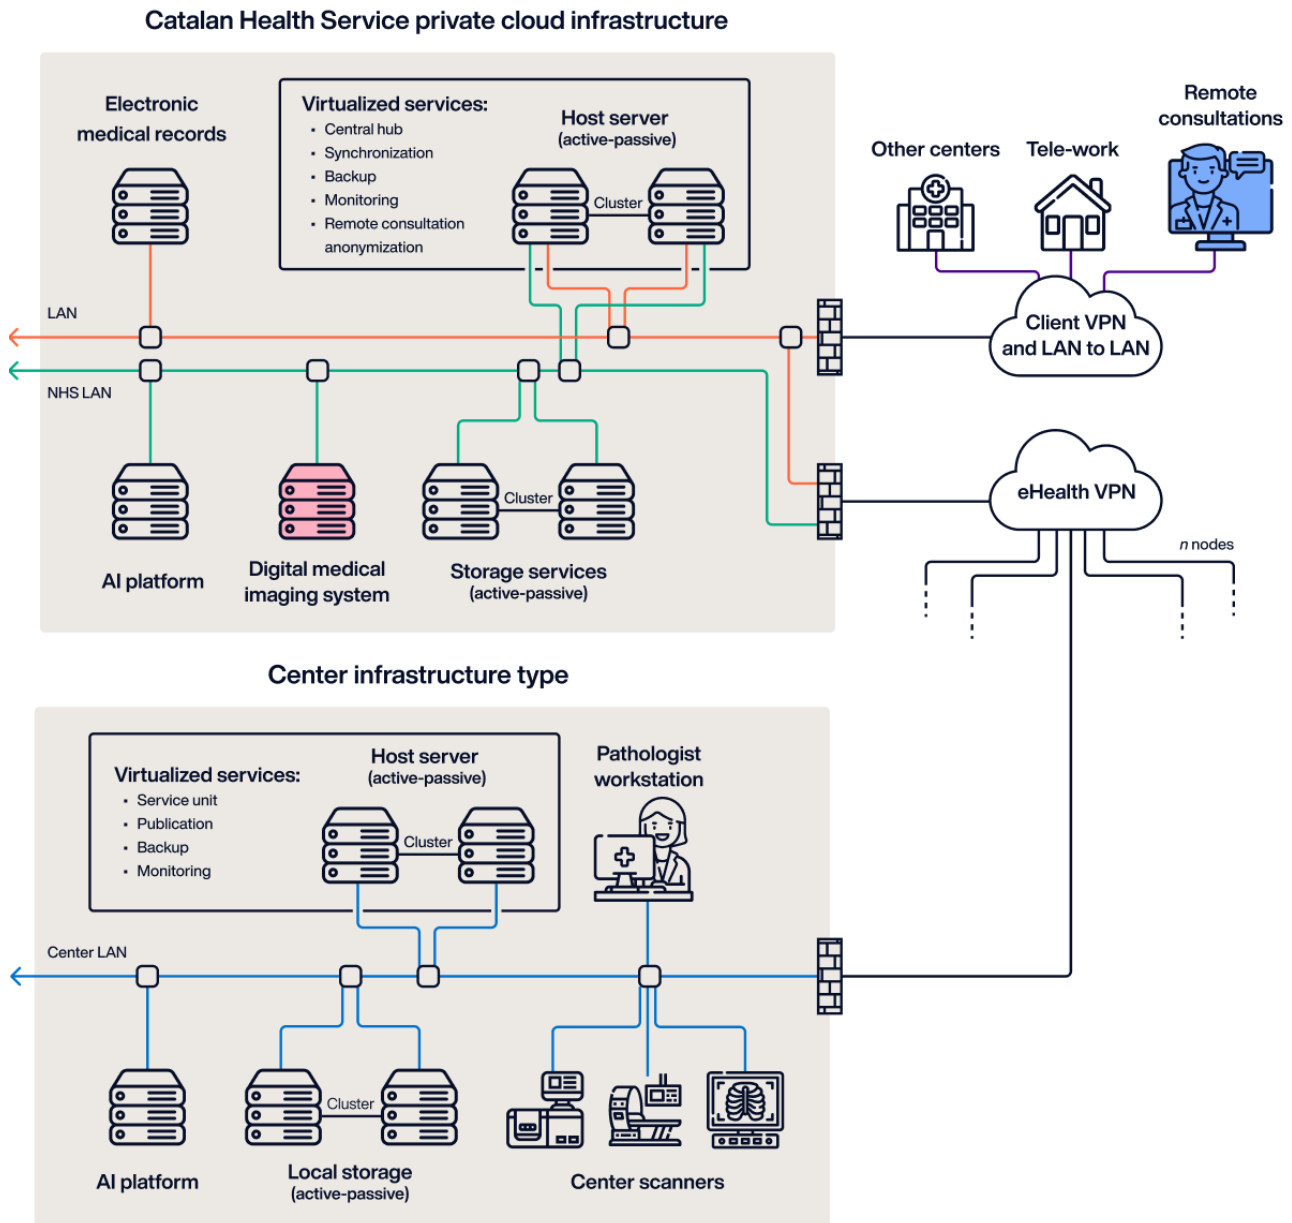 Catalan Health Service private cloud infrastructure
Electronic
medical records
Virtualized services:
▪ Central hub
▪ Synchronization
▪ Backup
▪ Monitoring
▪ Remote consultation
anonymization
Host server
(active-passive)
Cluster
Other centers
Tele-work
Remote
consultations
LAN
NHS LAN
Client VPN
and LAN to LAN
AI platform
Digital medical
imaging system
Cluster
Storage services
(active-passive)
eHealth VPN
n nodes
Center infrastructure type
Virtualized services:
▪ Service unit
▪ Publication
▪ Backup
▪ Monitoring
Host server
(active-passive)
Cluster
Pathologist
workstation
Center LAN
AI platform
Cluster
Local storage
(active-passive)
Center scanners